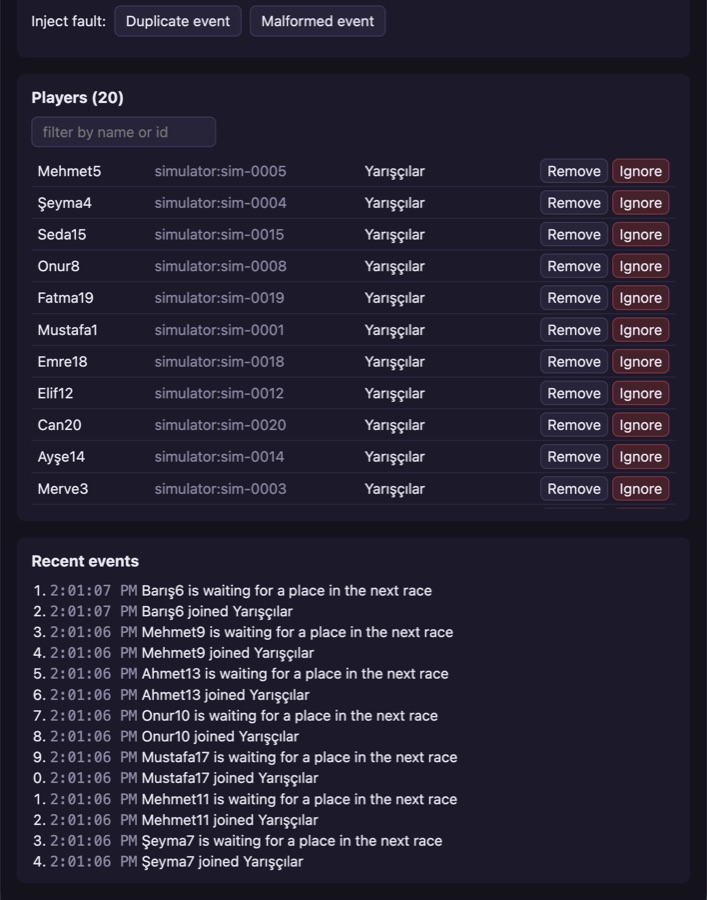 Inject fault: Duplicate event Malformed event
Players (20)
filter by name or id
Mehmet5 simulator:sim-0005 Yarışçılar Remove Ignore
Şeyma4 simulator:sim-0004 Yarışçılar Remove Ignore
Seda15 simulator:sim-0015 Yarışçılar Remove Ignore
Onur8 simulator:sim-0008 Yarışçılar Remove Ignore
Fatma19 simulator:sim-0019 Yarışçılar Remove Ignore
Mustafa1 simulator:sim-0001 Yarışçılar Remove Ignore
Emre18 simulator:sim-0018 Yarışçılar Remove Ignore
Elif12 simulator:sim-0012 Yarışçılar Remove Ignore
Can20 simulator:sim-0020 Yarışçılar Remove Ignore
Ayşe14 simulator:sim-0014 Yarışçılar Remove Ignore
Merve3 simulator:sim-0003 Yarışçılar Remove Ignore
Recent events
1. 2:01:07 PM Barış6 is waiting for a place in the next race
2. 2:01:07 PM Barış6 joined Yarışçılar
3. 2:01:06 PM Mehmet9 is waiting for a place in the next race
4. 2:01:06 PM Mehmet9 joined Yarışçılar
5. 2:01:06 PM Ahmet13 is waiting for a place in the next race
6. 2:01:06 PM Ahmet13 joined Yarışçılar
7. 2:01:06 PM Onur10 is waiting for a place in the next race
8. 2:01:06 PM Onur10 joined Yarışçılar
9. 2:01:06 PM Mustafa17 is waiting for a place in the next race
0. 2:01:06 PM Mustafa17 joined Yarışçılar
1. 2:01:06 PM Mehmet11 is waiting for a place in the next race
2. 2:01:06 PM Mehmet11 joined Yarışçılar
3. 2:01:06 PM Şeyma7 is waiting for a place in the next race
4. 2:01:06 PM Şeyma7 joined Yarışçılar